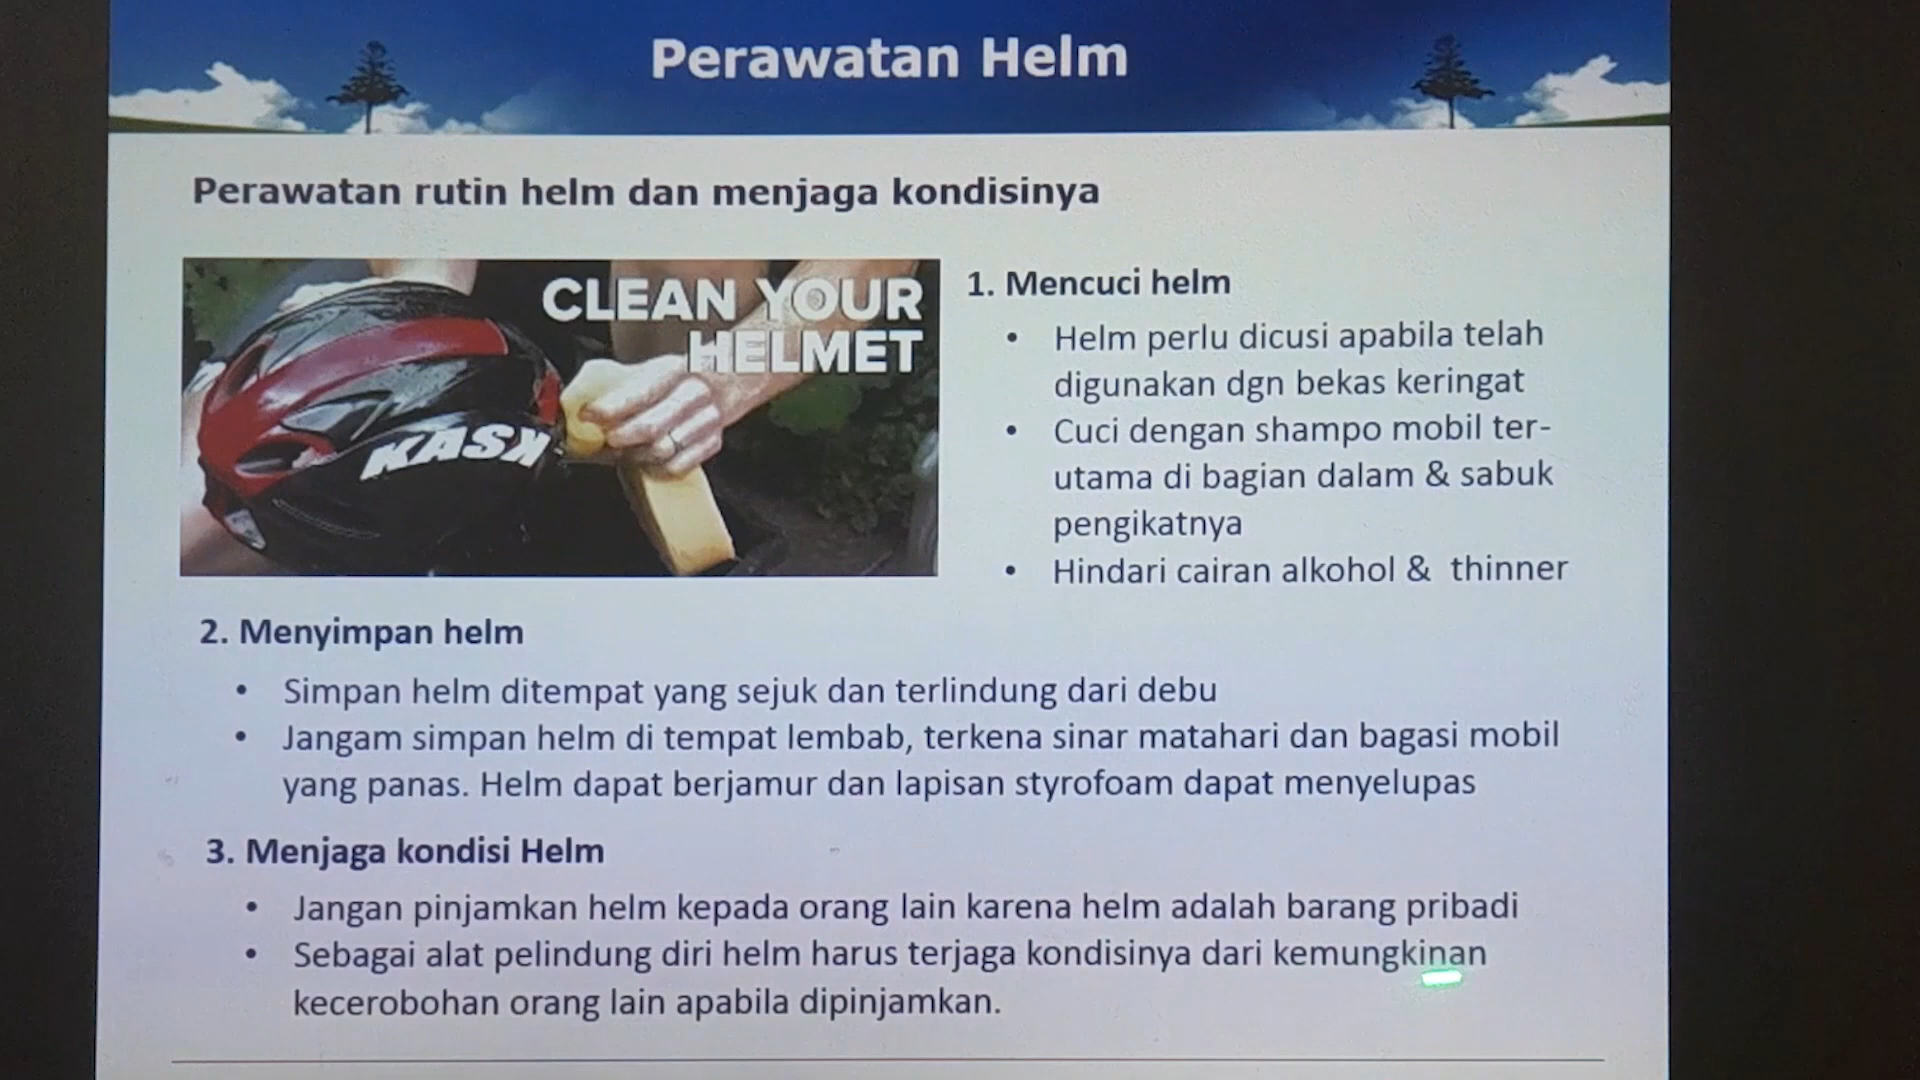 Perawatan Helm
Perawatan rutin helm dan menjaga kondisinya
CLEAN YOUR
HELMET
KASK
1. Mencuci helm
• Helm perlu dicusi apabila telah
digunakan dgn bekas keringat
• Cuci dengan shampo mobil ter-
utama di bagian dalam & sabuk
pengikatnya
• Hindari cairan alkohol & thinner
2. Menyimpan helm
• Simpan helm ditempat yang sejuk dan terlindung dari debu
• Jangam simpan helm di tempat lembab, terkena sinar matahari dan bagasi mobil
yang panas. Helm dapat berjamur dan lapisan styrofoam dapat menyelupas
3. Menjaga kondisi Helm
• Jangan pinjamkan helm kepada orang lain karena helm adalah barang pribadi
• Sebagai alat pelindung diri helm harus terjaga kondisinya dari kemungkinan
kecerobohan orang lain apabila dipinjamkan.